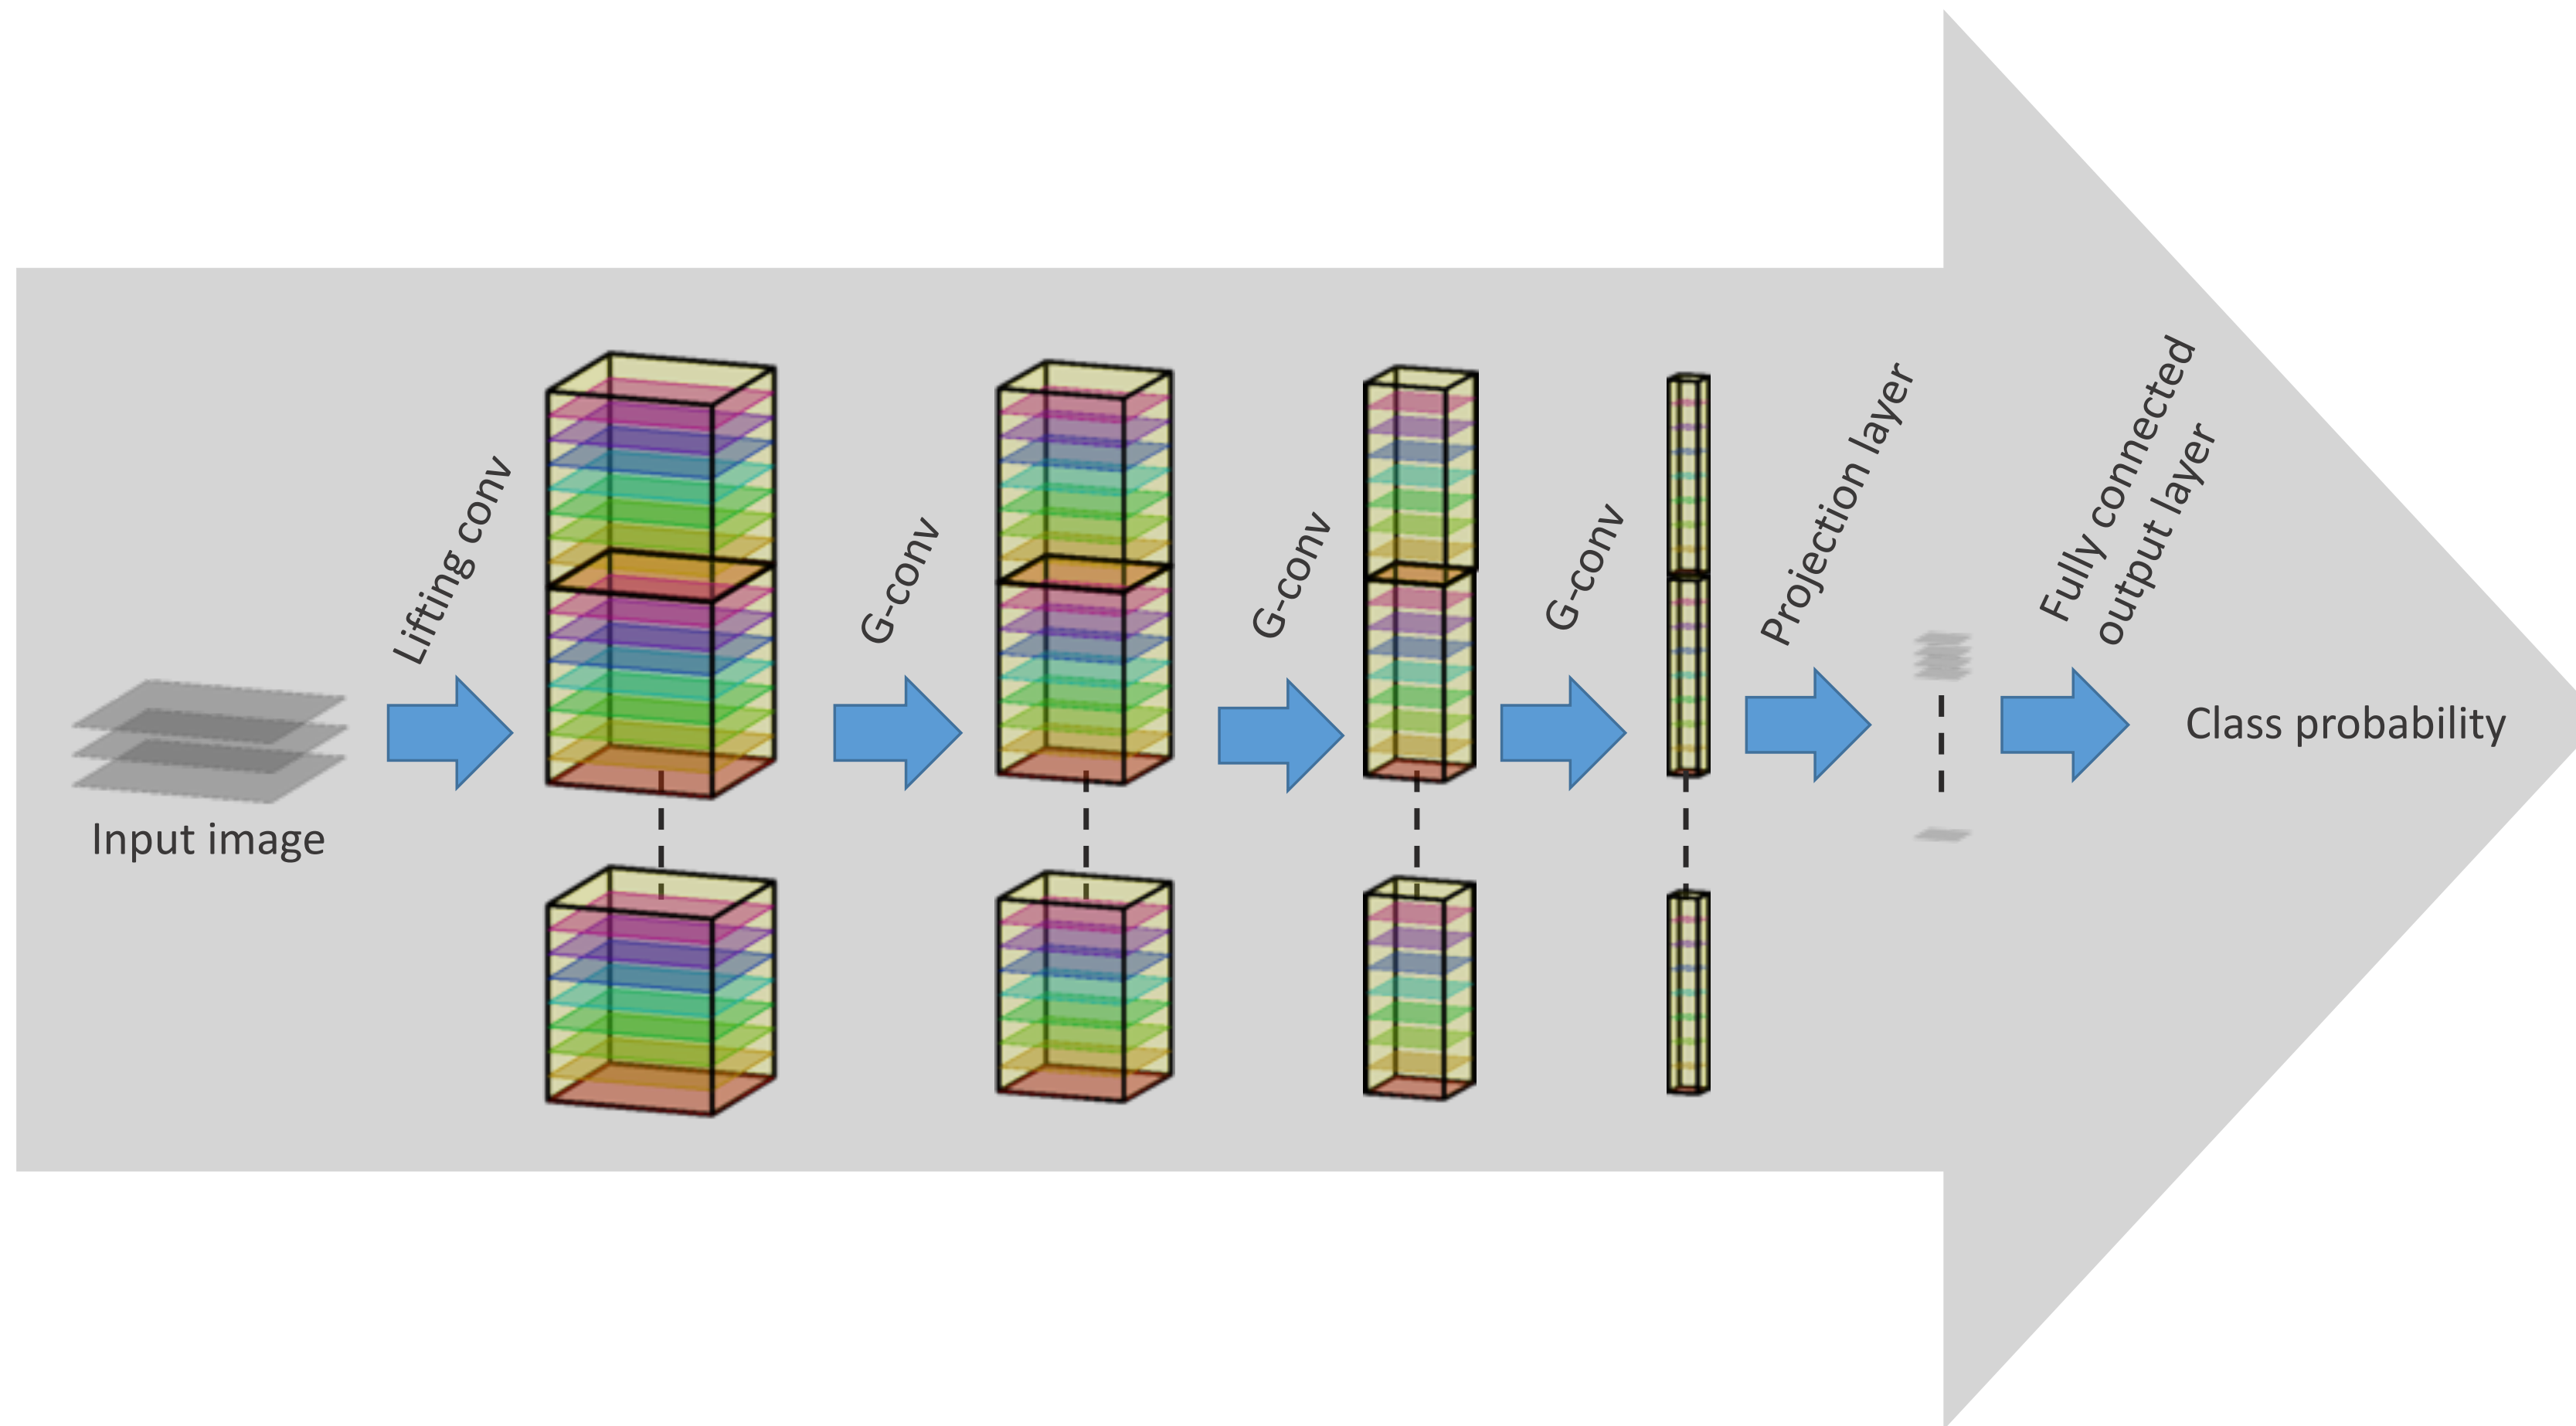 Input image
Lifting conv
G-conv
G-conv
G-conv
Projection layer
Fully connected
output layer
Class probability